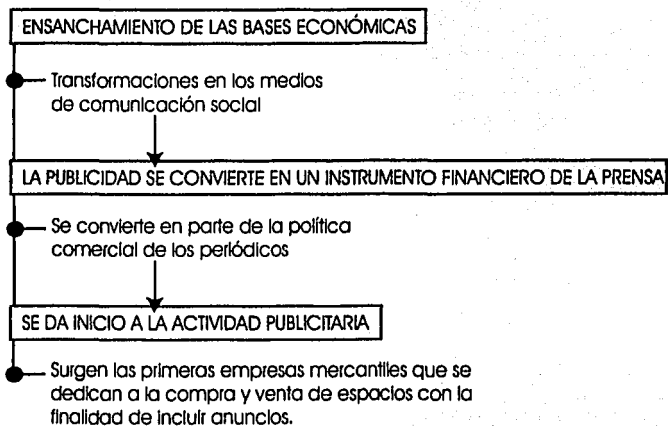 ENSANCHAMIENTO DE LAS BASES ECONÓMICAS
Transformaciones en los medios
de comunicación social
LA PUBLICIDAD SE CONVIERTE EN UN INSTRUMENTO FINANCIERO DE LA PRENSA
Se convierte en parte de la política
comercial de los periódicos
SE DA INICIO A LA ACTIVIDAD PUBLICITARIA
Surgen las primeras empresas mercantiles que se
dedican a la compra y venta de espacios con la
finalidad de incluir anuncios.